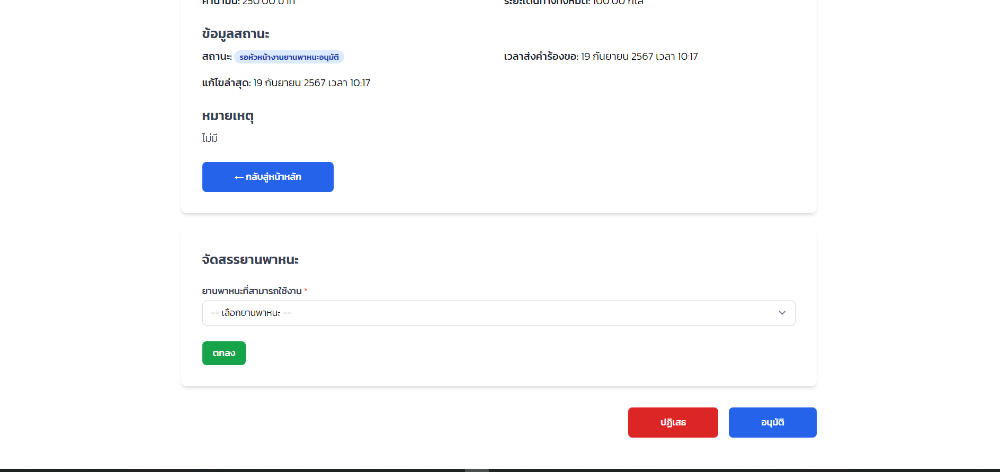 ค่าน้ำมัน: 250.00 บาท
ระยะเดินทางทั้งหมด: 100.00 กิโล
ข้อมูลสถานะ
สถานะ: รอหัวหน้างานยานพาหนะอนุมัติ
เวลาส่งคำร้องขอ: 19 กันยายน 2567 เวลา 10:17
แก้ไขล่าสุด: 19 กันยายน 2567 เวลา 10:17
หมายเหตุ
ไม่มี
← กลับสู่หน้าหลัก
จัดสรรยานพาหนะ
ยานพาหนะที่สามารถใช้งาน *
-- เลือกยานพาหนะ --
ตกลง
ปฏิเสธ
อนุมัติ